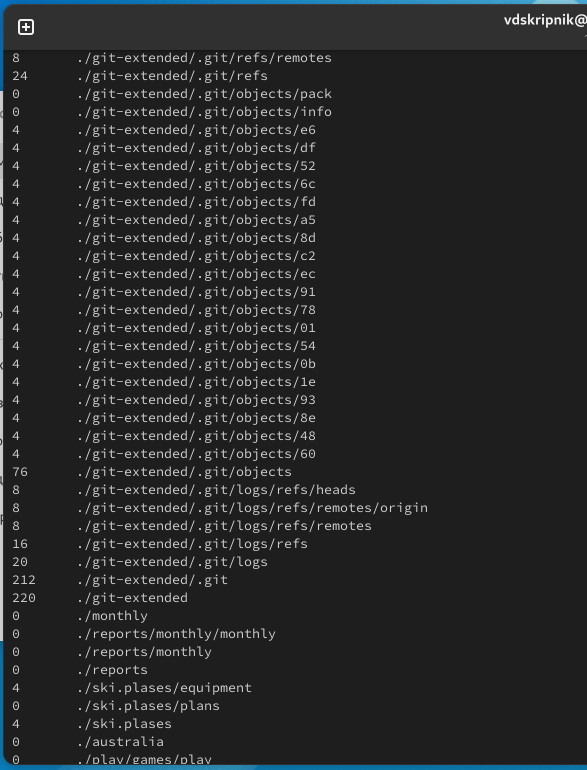 vdskripnik@
8 ./git-extended/.git/refs/remotes
24 ./git-extended/.git/refs
0 ./git-extended/.git/objects/pack
0 ./git-extended/.git/objects/info
4 ./git-extended/.git/objects/e6
4 ./git-extended/.git/objects/df
4 ./git-extended/.git/objects/52
4 ./git-extended/.git/objects/6c
4 ./git-extended/.git/objects/fd
4 ./git-extended/.git/objects/a5
4 ./git-extended/.git/objects/8d
4 ./git-extended/.git/objects/c2
4 ./git-extended/.git/objects/ec
4 ./git-extended/.git/objects/91
4 ./git-extended/.git/objects/78
4 ./git-extended/.git/objects/01
4 ./git-extended/.git/objects/54
4 ./git-extended/.git/objects/0b
4 ./git-extended/.git/objects/1e
4 ./git-extended/.git/objects/93
4 ./git-extended/.git/objects/8e
4 ./git-extended/.git/objects/48
4 ./git-extended/.git/objects/60
76 ./git-extended/.git/objects
8 ./git-extended/.git/logs/refs/heads
8 ./git-extended/.git/logs/refs/remotes/origin
8 ./git-extended/.git/logs/refs/remotes
16 ./git-extended/.git/logs/refs
20 ./git-extended/.git/logs
212 ./git-extended/.git
220 ./git-extended
0 ./monthly
0 ./reports/monthly/monthly
0 ./reports/monthly
0 ./reports
4 ./ski.plases/equipment
0 ./ski.plases/plans
4 ./ski.plases
0 ./australia
0 ./play/games/play